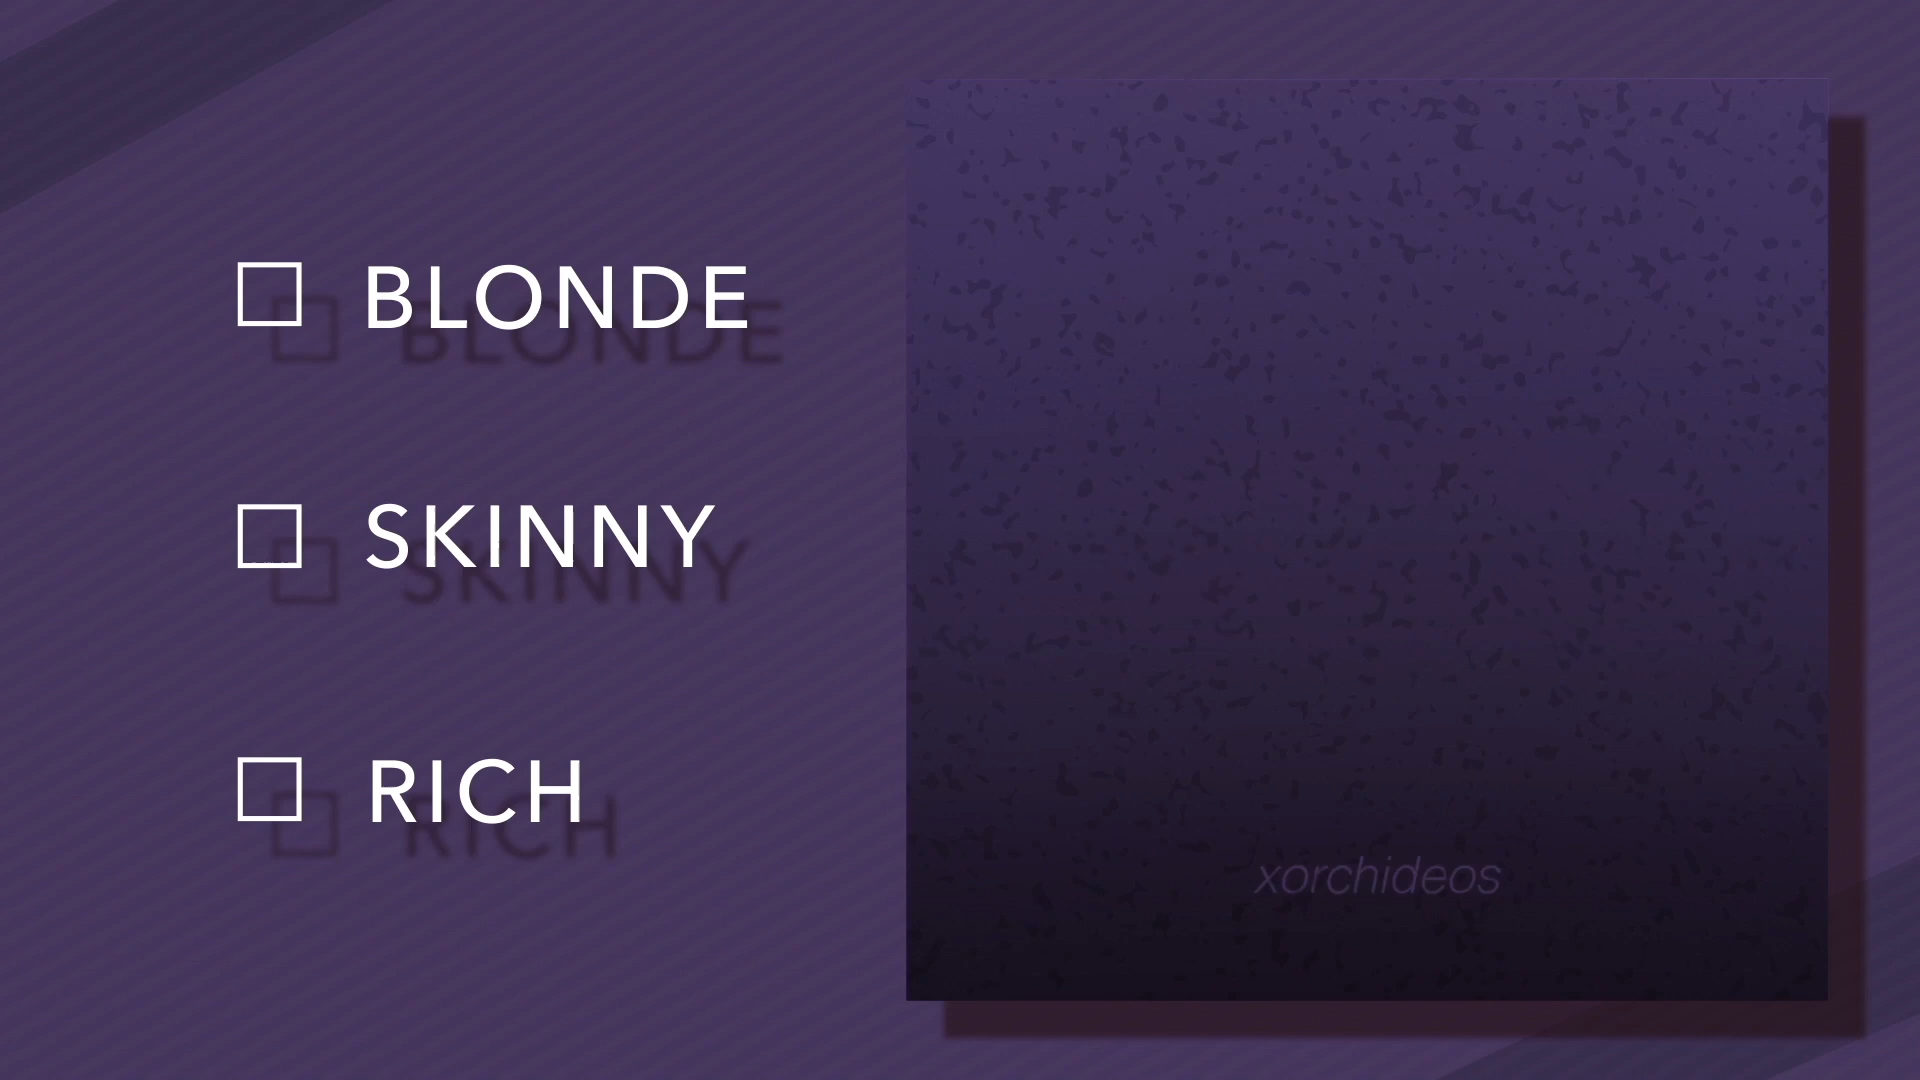 ☐ BLONDE
☐ SKINNY
☐ RICH
xorchideos